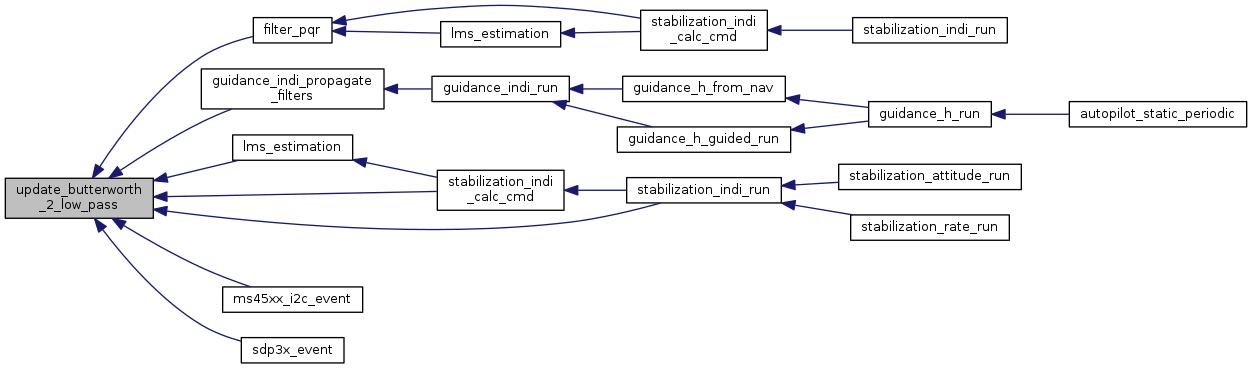 filter_pqr
stabilization_indi
_calc_cmd
stabilization_indi_run
lms_estimation
guidance_indi_propagate
_filters
guidance_indi_run
guidance_h_from_nav
guidance_h_run
autopilot_static_periodic
guidance_h_guided_run
lms_estimation
update_butterworth
_2_low_pass
stabilization_indi
_calc_cmd
stabilization_indi_run
stabilization_attitude_run
stabilization_rate_run
ms45xx_i2c_event
sdp3x_event